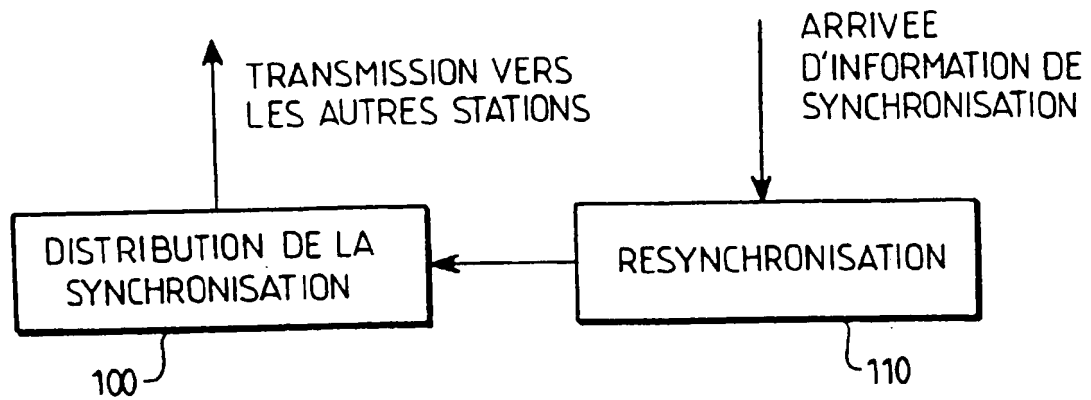 TRANSMISSION VERS
LES AUTRES STATIONS
ARRIVEE
D'INFORMATION DE
SYNCHRONISATION
DISTRIBUTION DE LA
SYNCHRONISATION
RESYNCHRONISATION
100
110